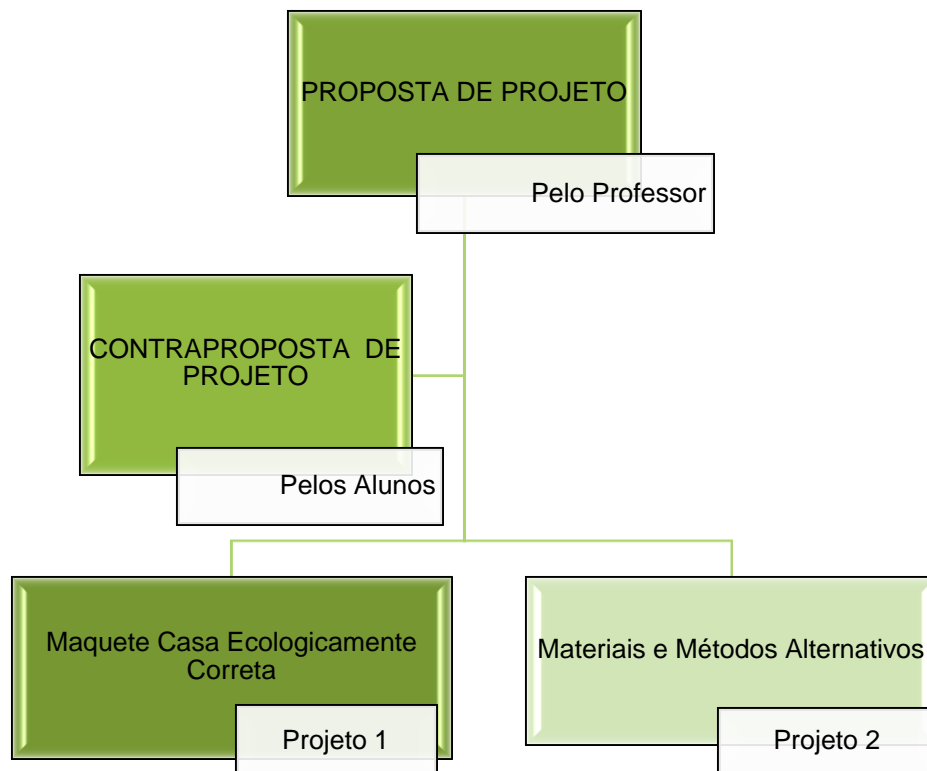 PROPOSTA DE PROJETO
Pelo Professor
CONTRAPROPOSTA DE
PROJETO
Pelos Alunos
Maquete Casa Ecologicamente
Correta
Projeto 1
Materiais e Métodos Alternativos
Projeto 2